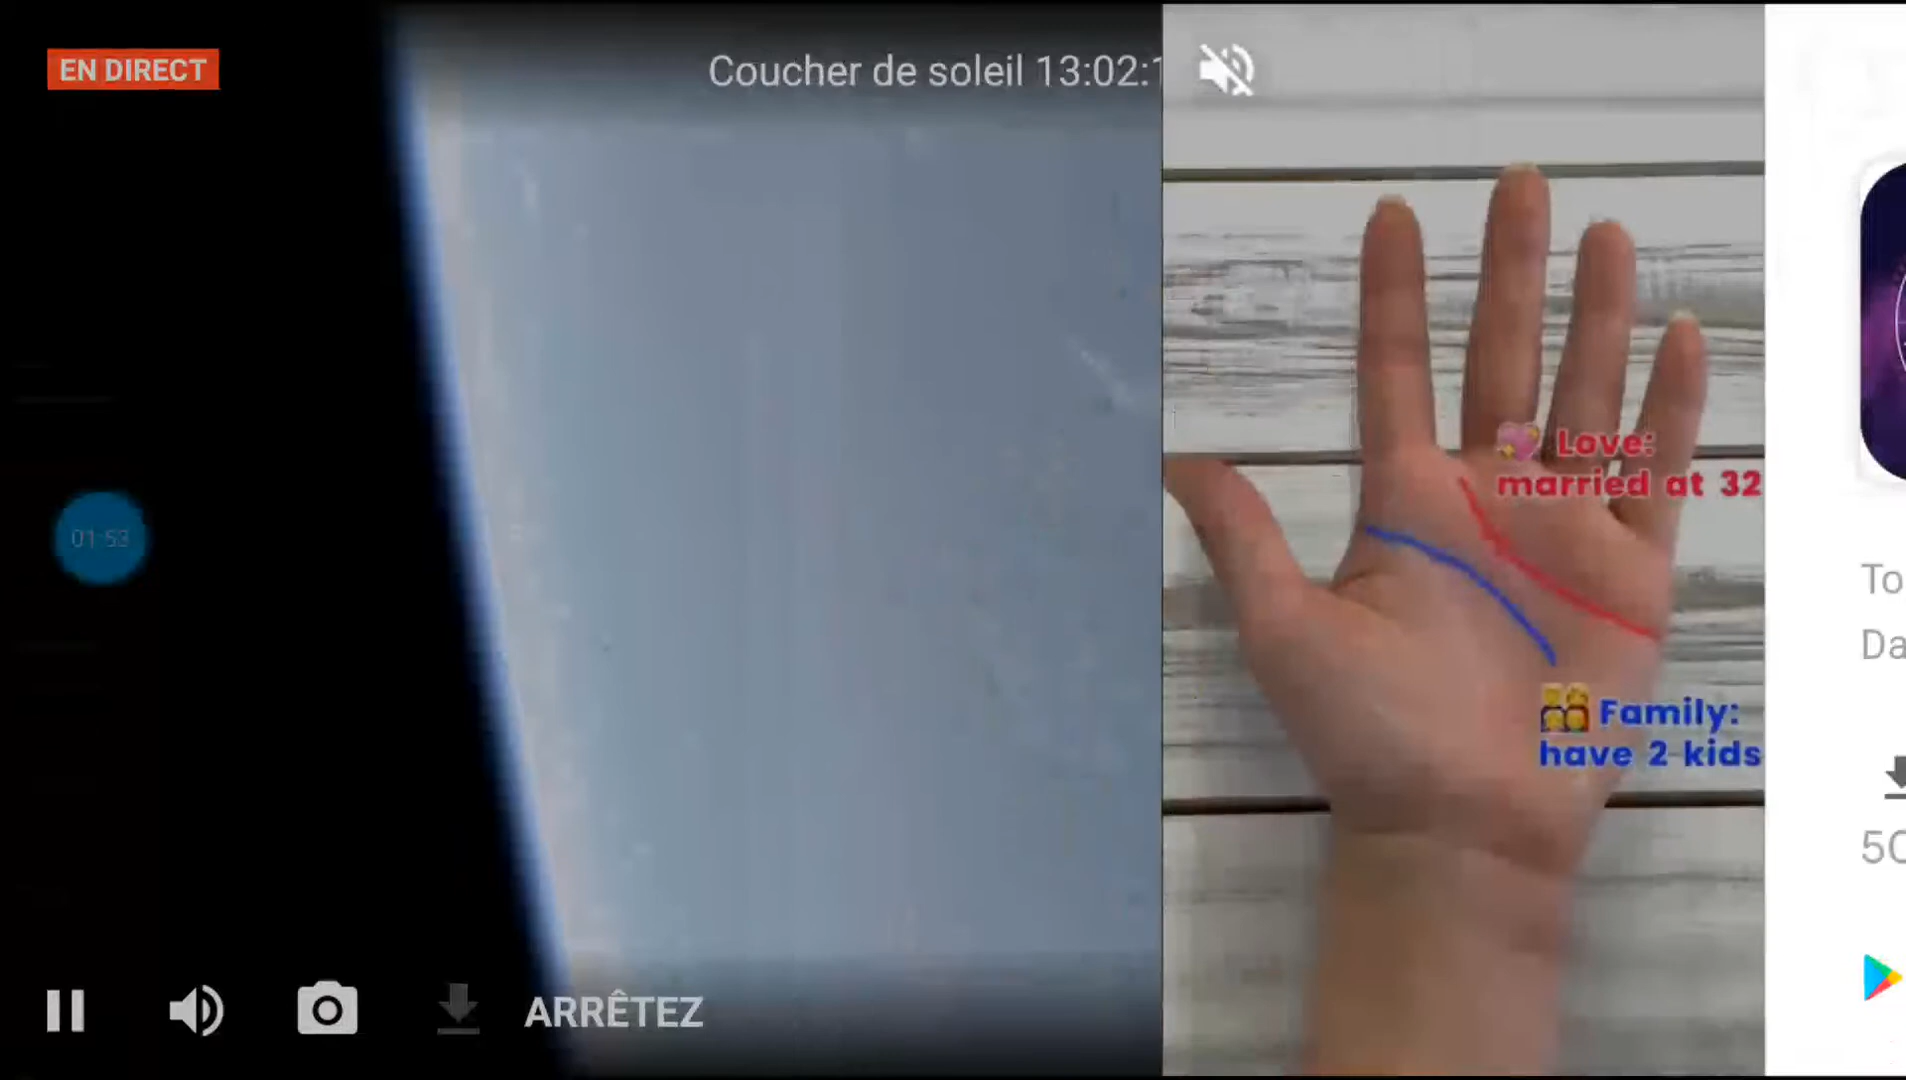 EN DIRECT
Coucher de soleil 13:02:1
01:53
ARRÊTEZ
💖 Love:
married at 32
Family:
have 2 kids
To
Da
50